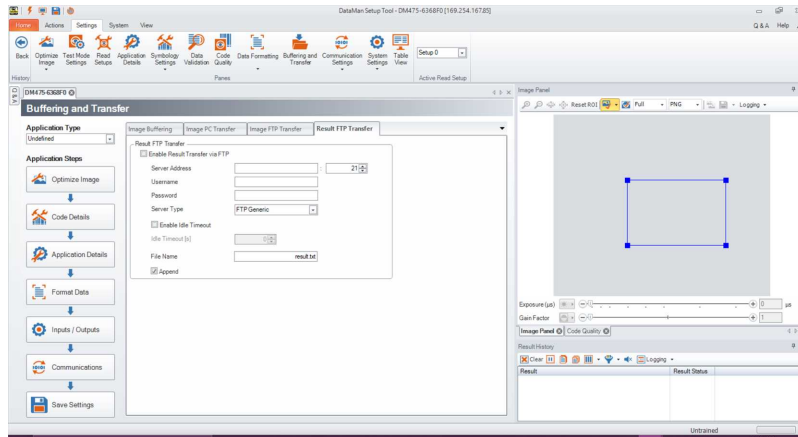 DataMan Setup Tool - DM475-6368F0 [169.254.167.85]
Home Actions Settings System View Q & A Help
Back Optimize Image Test Mode Settings Read Setups Application Details Symbology Settings Data Validation Code Quality Data Formatting Buffering and Transfer Communication Settings System Settings Table View Setup 0
History Panes Active Read Setup
DM475-6368F0
Buffering and Transfer
Application Type
Undefined
Application Steps
Optimize Image
Code Details
Application Details
Format Data
Inputs / Outputs
Communications
Save Settings
Image Buffering Image PC Transfer Image FTP Transfer Result FTP Transfer
Result FTP Transfer
Enable Result Transfer via FTP
Server Address : 21
Username
Password
Server Type FTP Generic
Enable Idle Timeout
Idle Timeout [s] 0
File Name result.txt
Append
Image Panel
Reset ROI Full PNG Logging
Exposure (µs) 0 µs
Gain Factor 1
Image Panel Code Quality
Result History
Clear Logging
Result Result Status
Untrained